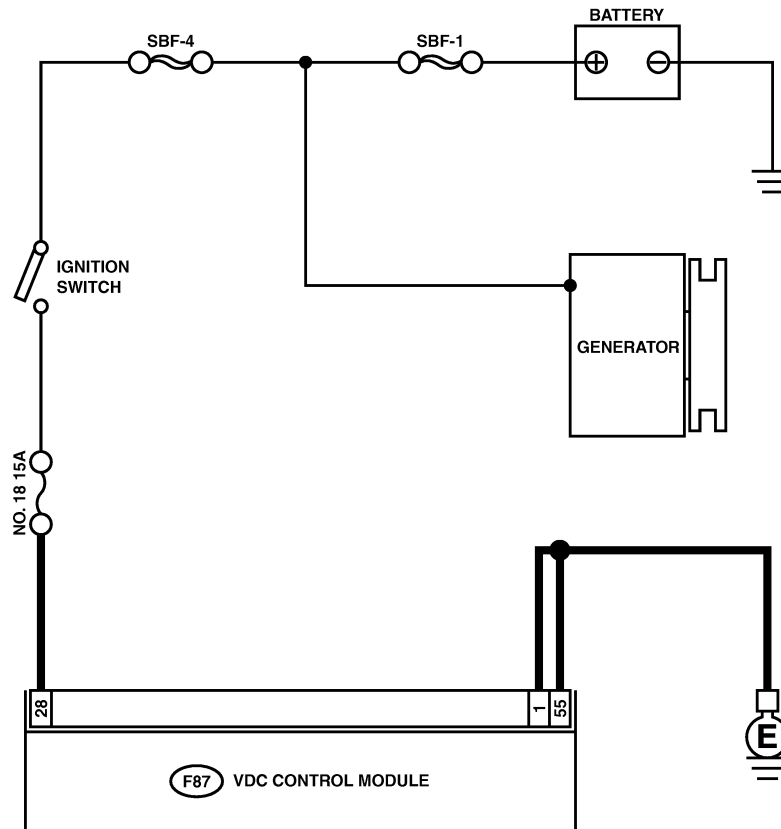 BATTERY
SBF-4
SBF-1
IGNITION
SWITCH
GENERATOR
NO. 18 15A
28
1
55
E
F87
VDC CONTROL MODULE